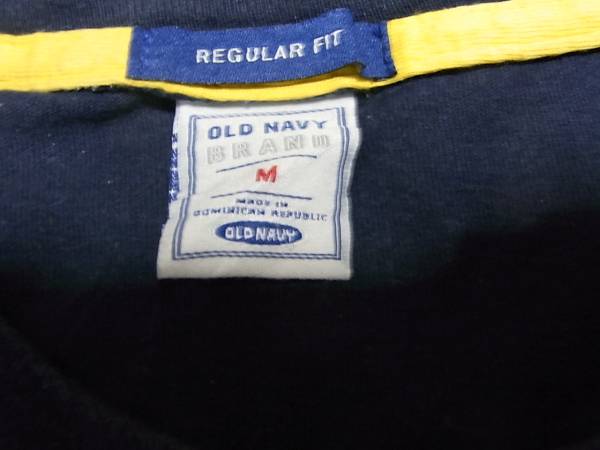 REGULAR FIT
OLD NAVY
BRAND
M
MADE IN
DOMINICAN REPUBLIC
OLD NAVY